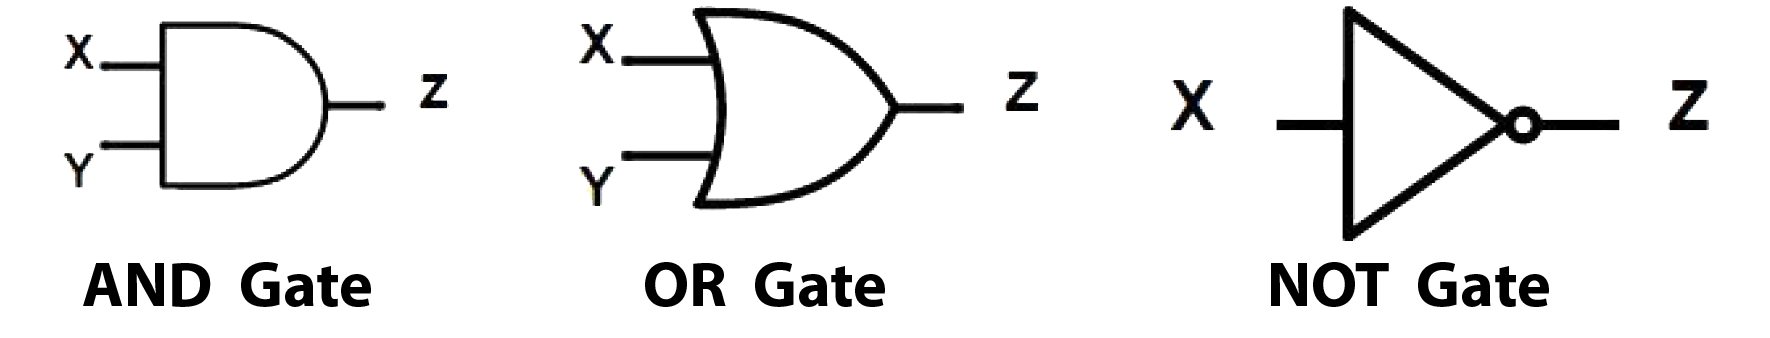 X
Y
Z
AND Gate
X
Y
Z
OR Gate
X
Z
NOT Gate